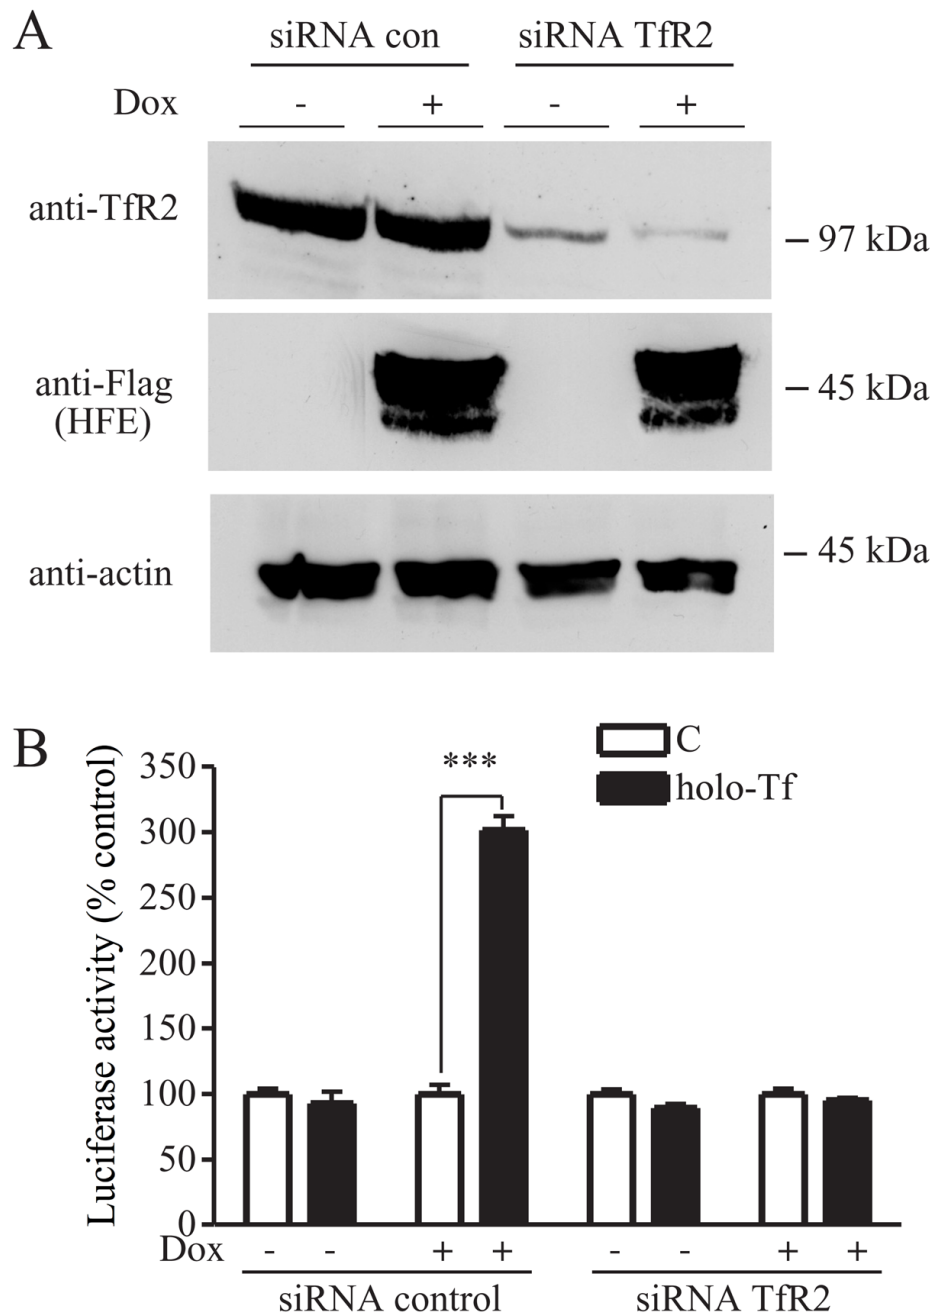 A
siRNA con siRNA TfR2
Dox - + - +
anti-TfR2
97 kDa
anti-Flag
(HFE)
45 kDa
45 kDa
anti-actin
B
C
holo-Tf
***
Luciferase activity (% control)
350
300
250
200
150
100
50
0
Dox - - + + - - + +
siRNA control siRNA TfR2